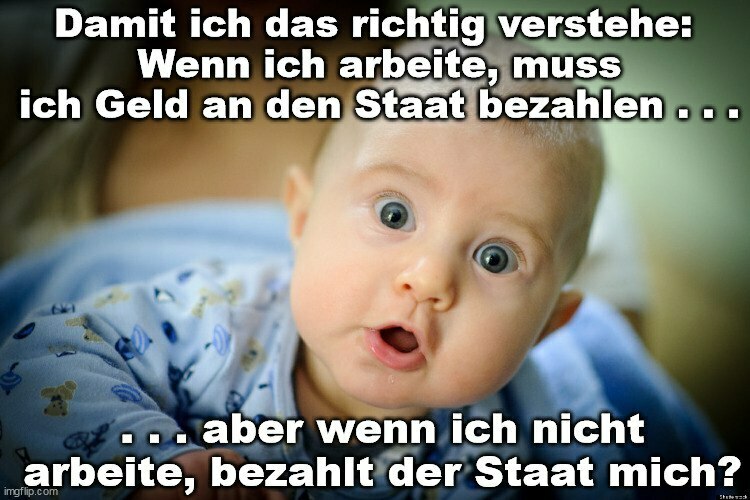 Damit ich das richtig verstehe:
Wenn ich arbeite, muss
ich Geld an den Staat bezahlen . . .
. . . aber wenn ich nicht
arbeite, bezahlt der Staat mich?
imgflip.com
Shutterstock